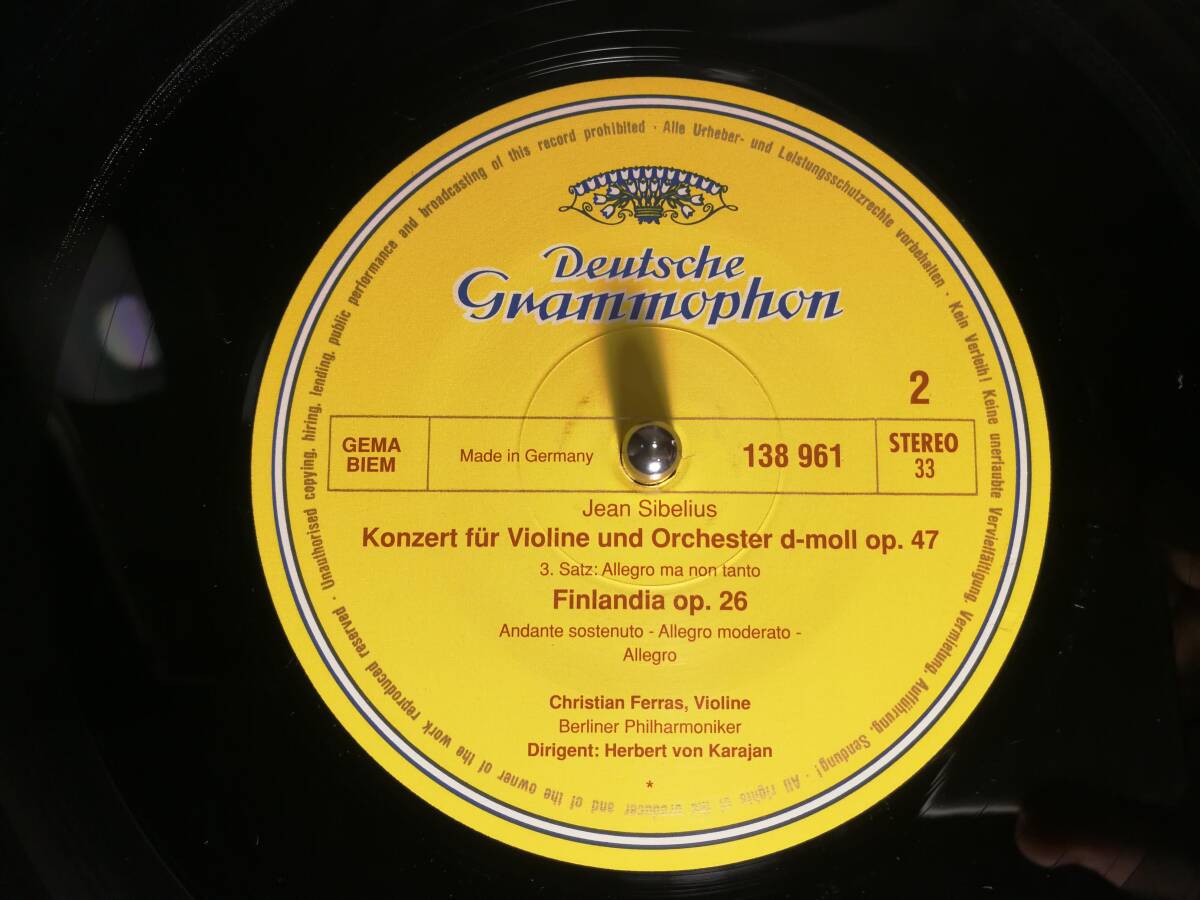 Deutsche
Grammophon
2
GEMA
BIEM
Made in Germany
138 961
STEREO
33
Jean Sibelius
Konzert für Violine und Orchester d-moll op. 47
3. Satz: Allegro ma non tanto
Finlandia op. 26
Andante sostenuto - Allegro moderato -
Allegro
Christian Ferras, Violine
Berliner Philharmoniker
Dirigent: Herbert von Karajan
*
Alle Urheber- und Leistungsschutzrechte vorbehalten · Kein Verleih! Keine unerlaubte Vervielfältigung, Vermietung, Aufführung, Sendung! · All rights of the producer and of the owner of the work reproduced reserved · Unauthorised copying, hiring, lending, public performance and broadcasting of this record prohibited ·